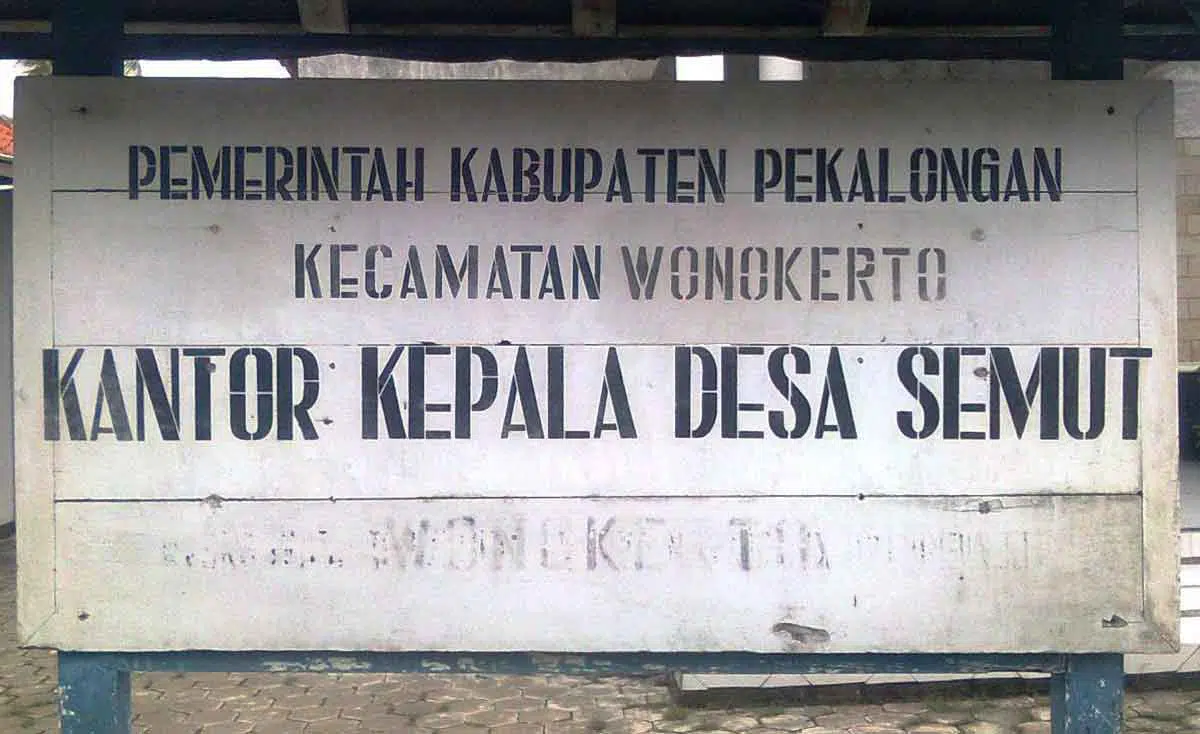 PEMERINTAH KABUPATEN PEKALONGAN
KECAMATAN WONOKERTO
KANTOR KEPALA DESA SEMUT